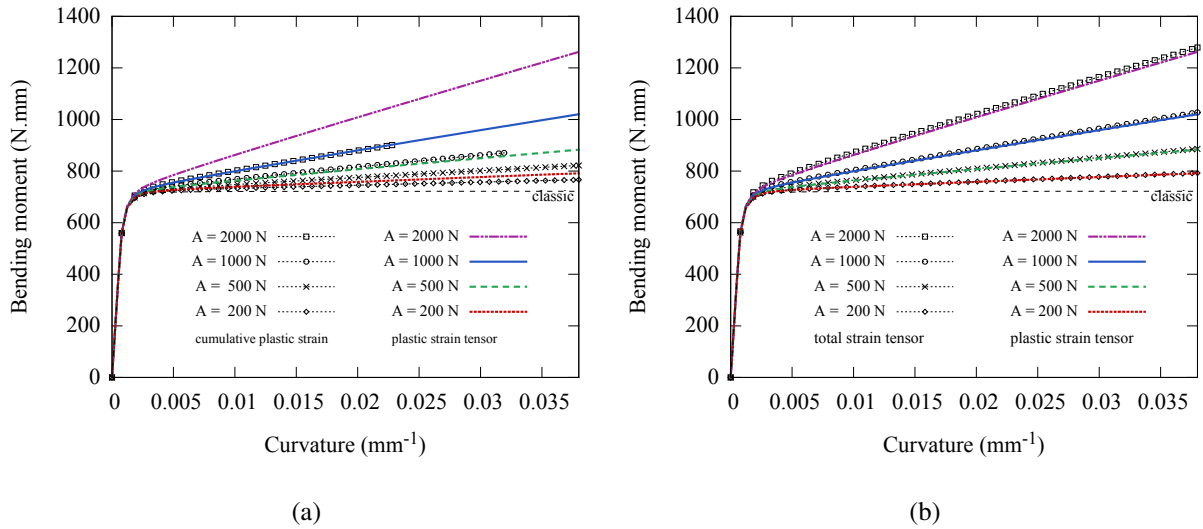 1400
1200
1000
800
600
400
200
0
0 0.005 0.01 0.015 0.02 0.025 0.03 0.035
Bending moment (N.mm)
Curvature (mm-1)
classic
A = 2000 N
A = 1000 N
A = 500 N
A = 200 N
cumulative plastic strain
A = 2000 N
A = 1000 N
A = 500 N
A = 200 N
plastic strain tensor
(a)
1400
1200
1000
800
600
400
200
0
0 0.005 0.01 0.015 0.02 0.025 0.03 0.035
Bending moment (N.mm)
Curvature (mm-1)
classic
A = 2000 N
A = 1000 N
A = 500 N
A = 200 N
total strain tensor
A = 2000 N
A = 1000 N
A = 500 N
A = 200 N
plastic strain tensor
(b)